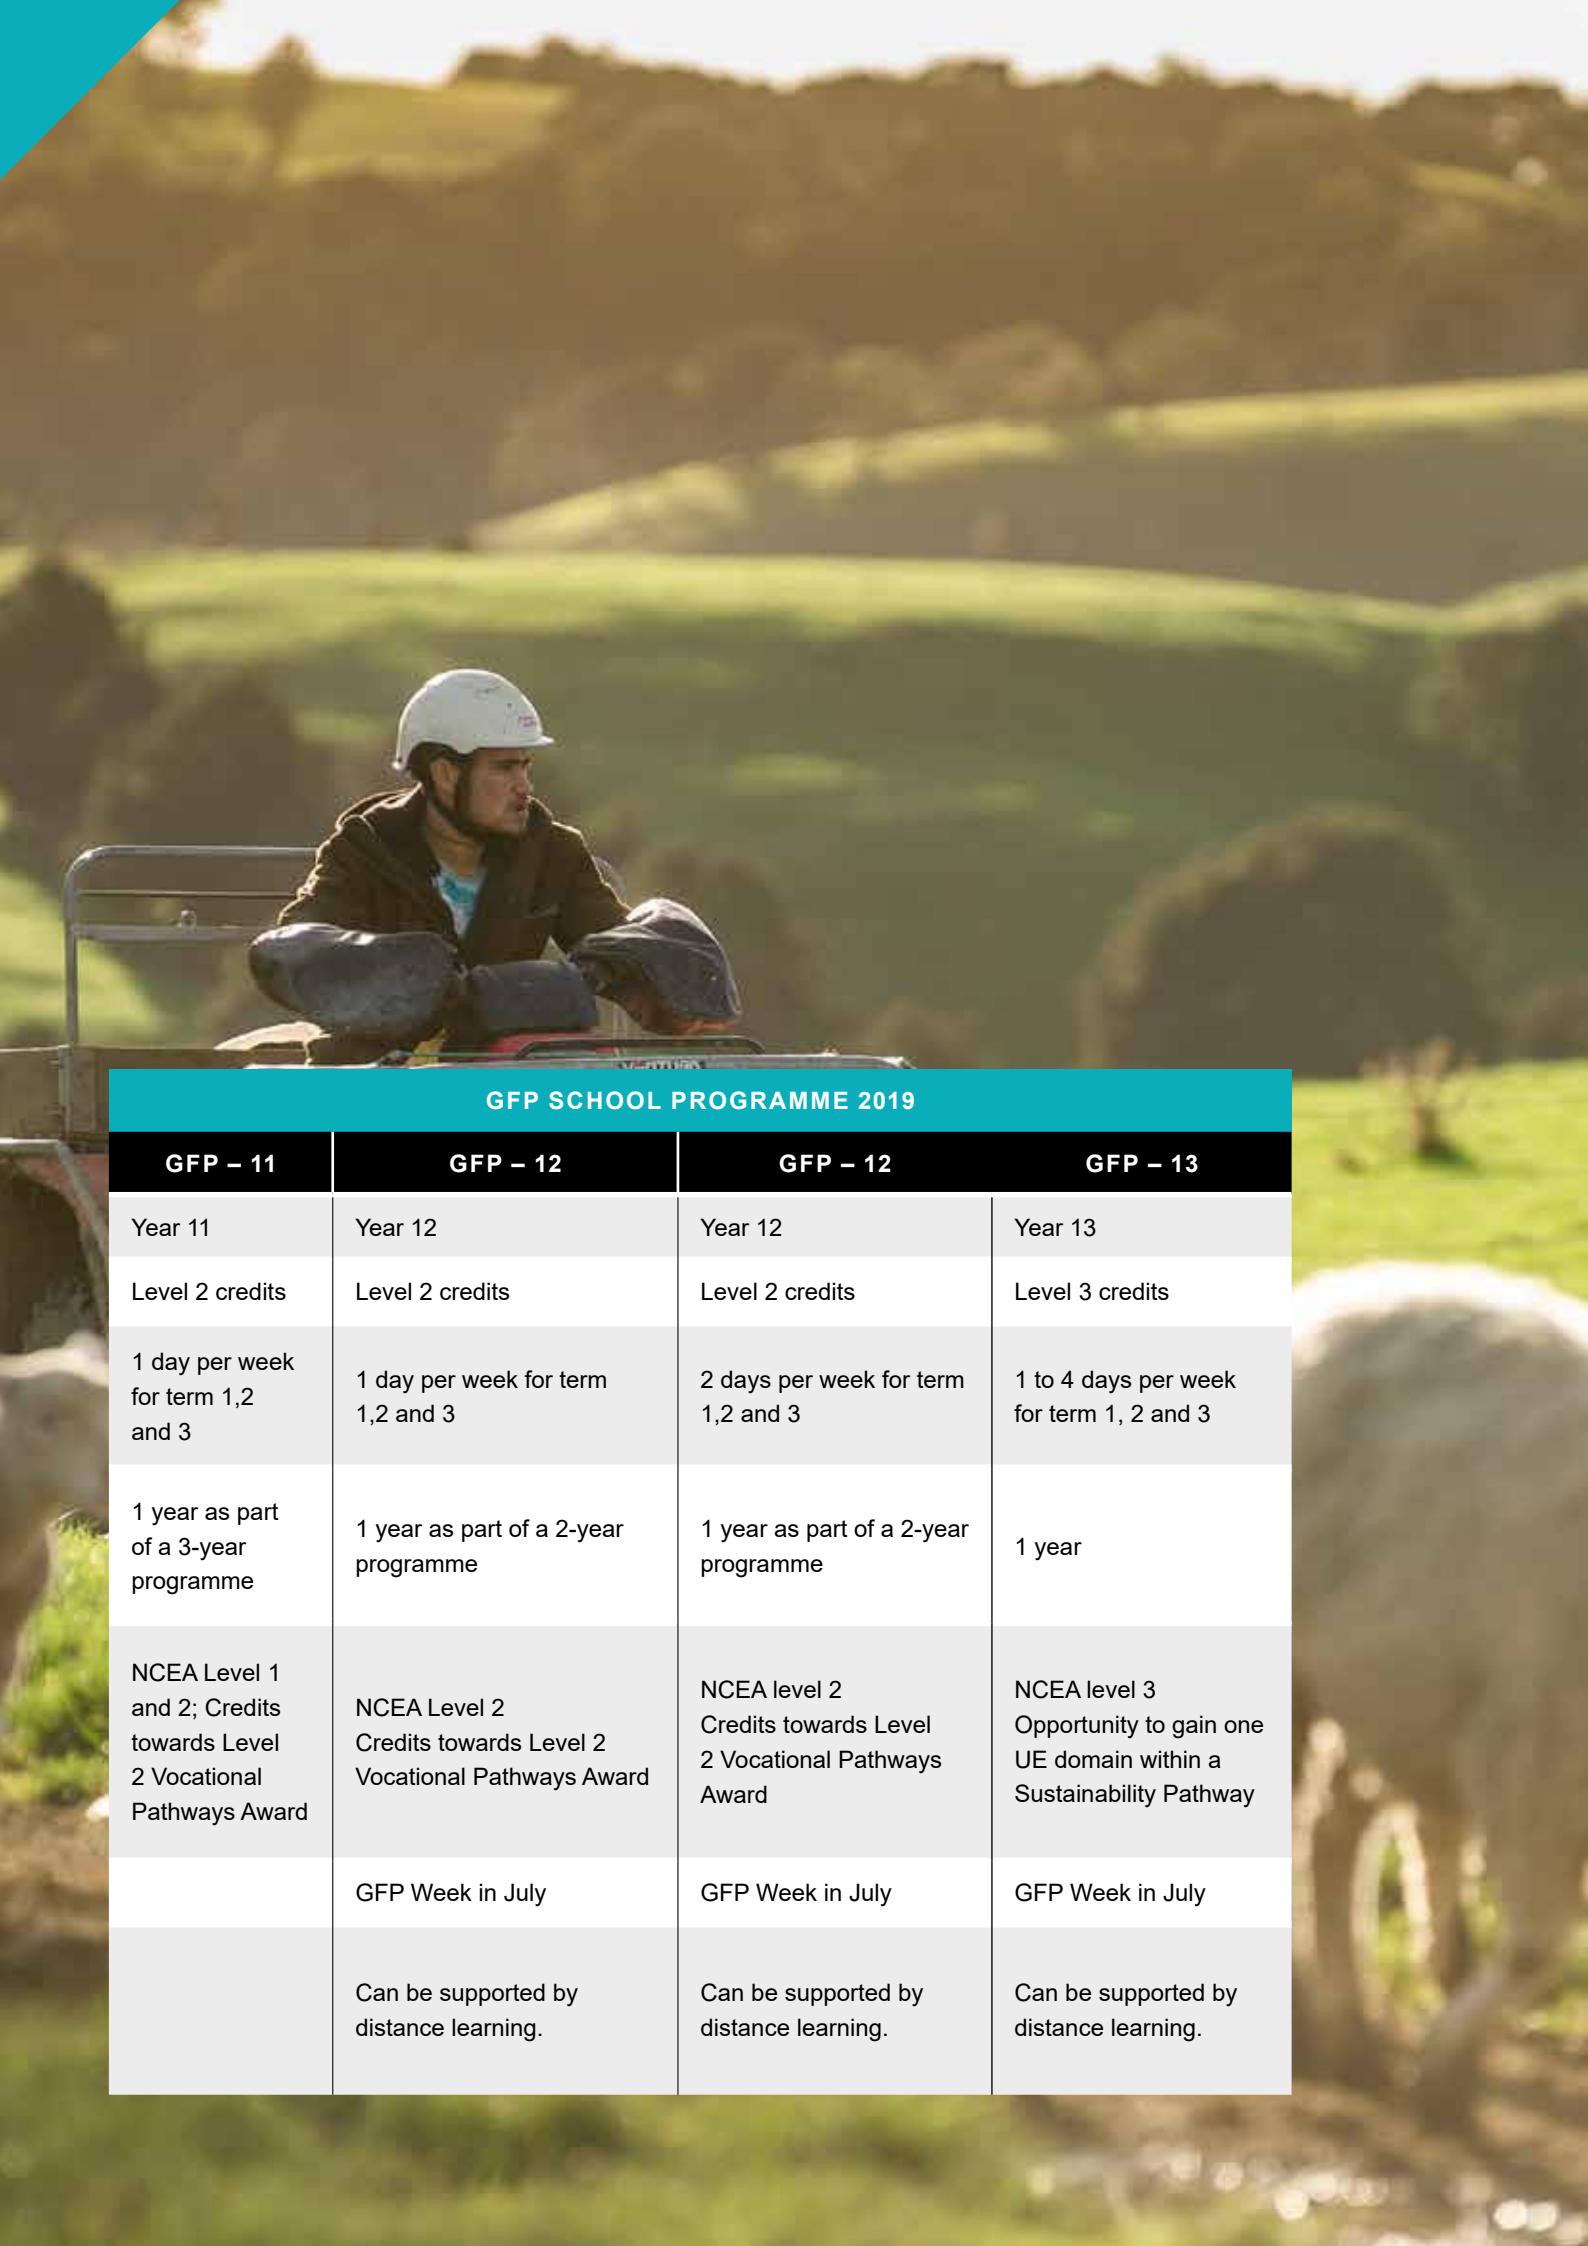 GFP SCHOOL PROGRAMME 2019
GFP – 11
GFP – 12
GFP – 12
GFP – 13
Year 11
Year 12
Year 12
Year 13
Level 2 credits
Level 2 credits
Level 2 credits
Level 3 credits
1 day per week
for term 1,2
and 3
1 day per week for term
1,2 and 3
2 days per week for term
1,2 and 3
1 to 4 days per week
for term 1, 2 and 3
1 year as part
of a 3-year
programme
1 year as part of a 2-year
programme
1 year as part of a 2-year
programme
1 year
NCEA Level 1
and 2; Credits
towards Level
2 Vocational
Pathways Award
NCEA Level 2
Credits towards Level 2
Vocational Pathways Award
NCEA level 2
Credits towards Level
2 Vocational Pathways
Award
NCEA level 3
Opportunity to gain one
UE domain within a
Sustainability Pathway
GFP Week in July
GFP Week in July
GFP Week in July
Can be supported by
distance learning.
Can be supported by
distance learning.
Can be supported by
distance learning.